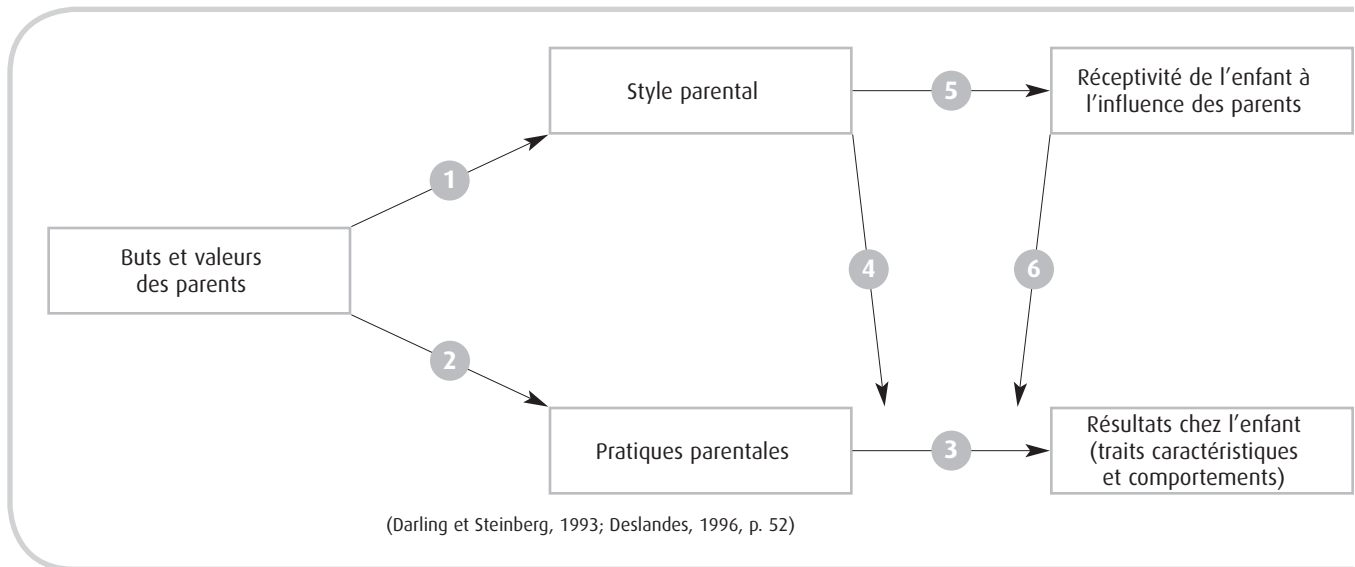 Style parental
5
Réceptivité de l'enfant à
l'influence des parents
1
Buts et valeurs
des parents
4
6
2
Pratiques parentales
3
Résultats chez l'enfant
(traits caractéristiques
et comportements)
(Darling et Steinberg, 1993; Deslandes, 1996, p. 52)